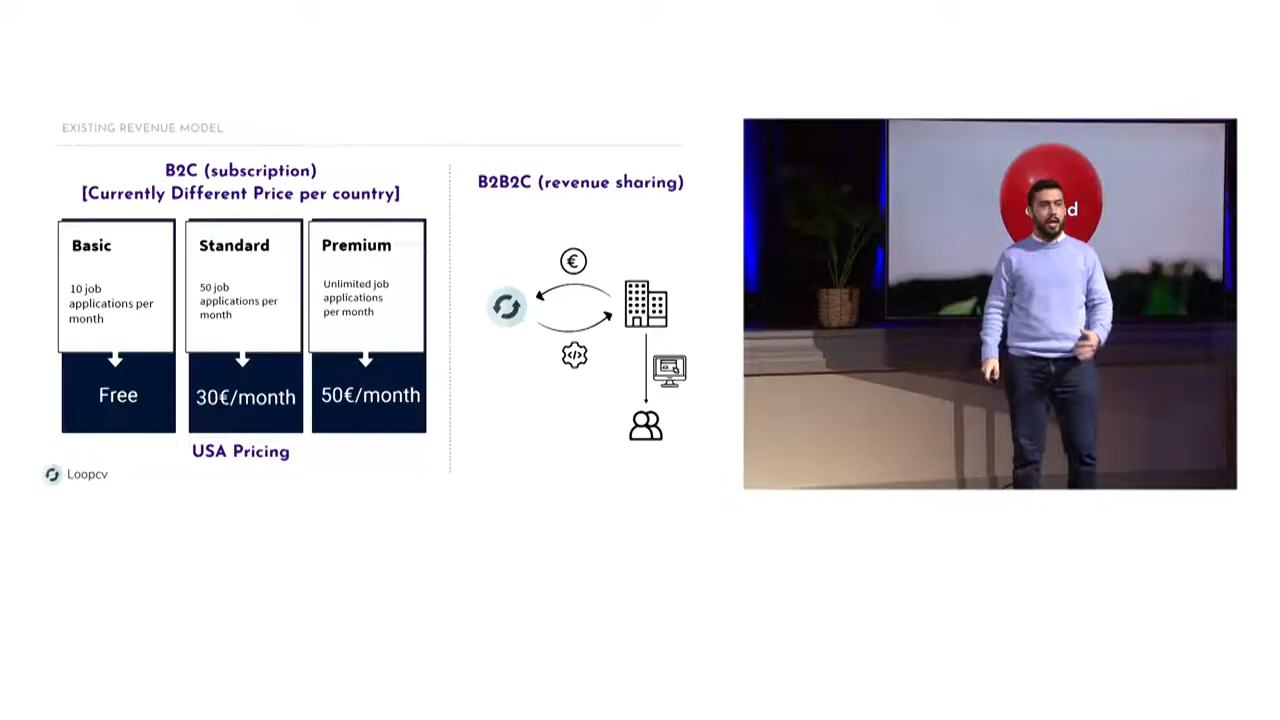 EXISTING REVENUE MODEL
B2C (subscription)
[Currently Different Price per country]
Basic
10 job
applications per
month
Free
Standard
50 job
applications per
month
30€/month
Premium
Unlimited job
applications
per month
50€/month
USA Pricing
Loopcv
B2B2C (revenue sharing)
€